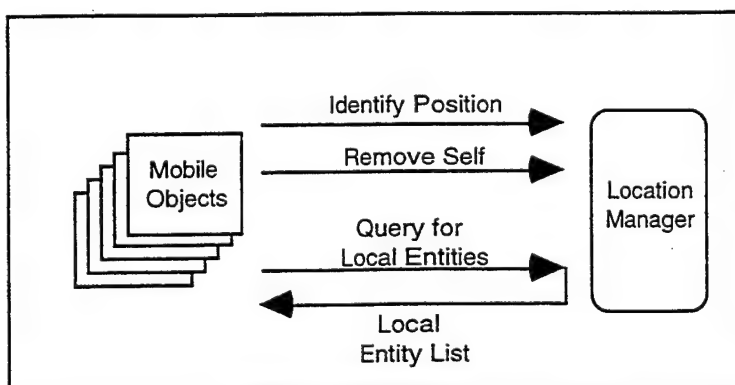 Identify Position
Remove Self
Mobile
Objects
Location
Manager
Query for
Local Entities
Local
Entity List